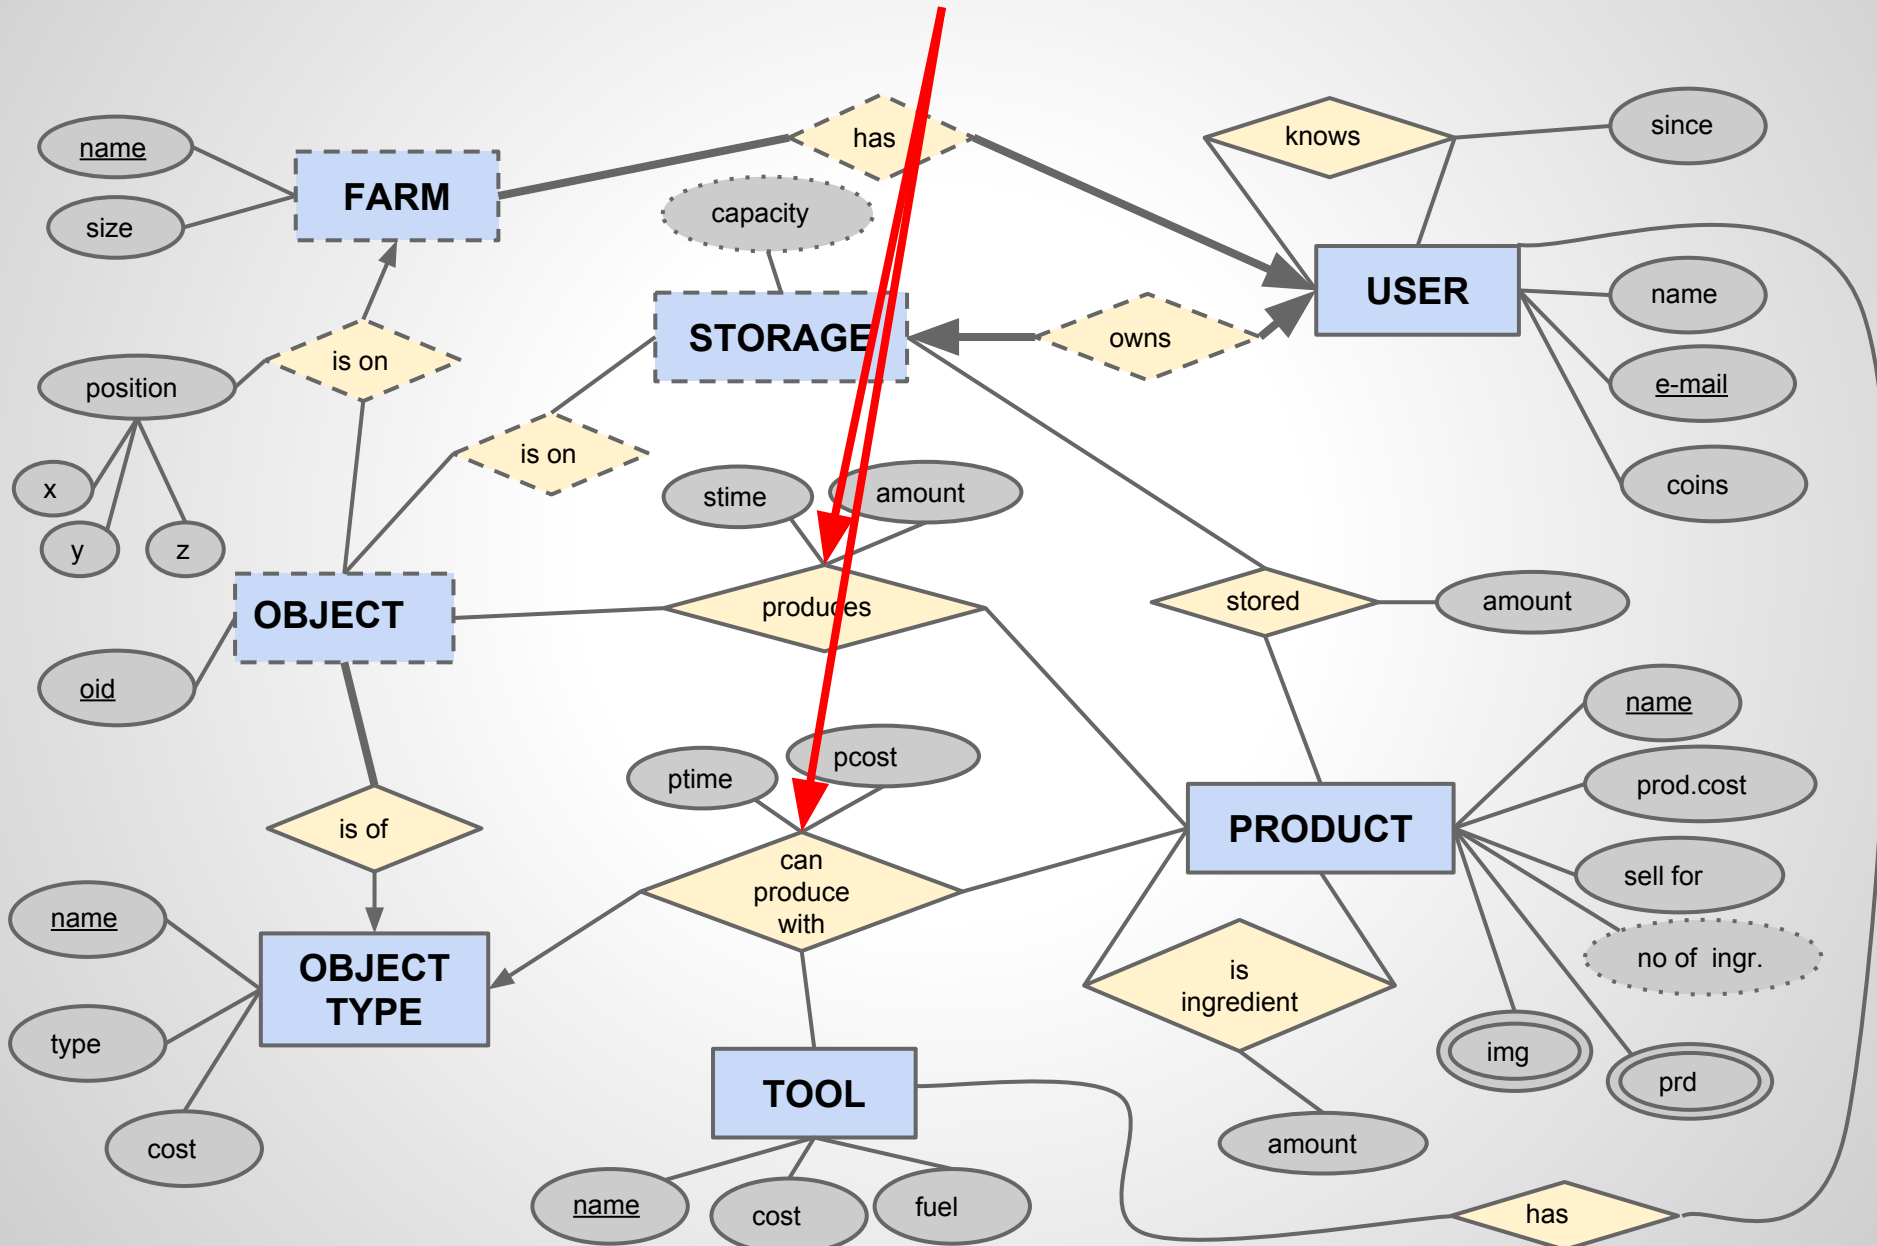 has
knows
since
name
FARM
size
capacity
USER
name
STORAGE
owns
is on
position
e-mail
is on
coins
x
stime
amount
y
z
OBJECT
produces
stored
amount
oid
name
ptime
pcost
prod.cost
is of
PRODUCT
can
produce
with
sell for
name
no of ingr.
OBJECT
TYPE
is
ingredient
type
img
prd
TOOL
cost
amount
name
cost
fuel
has